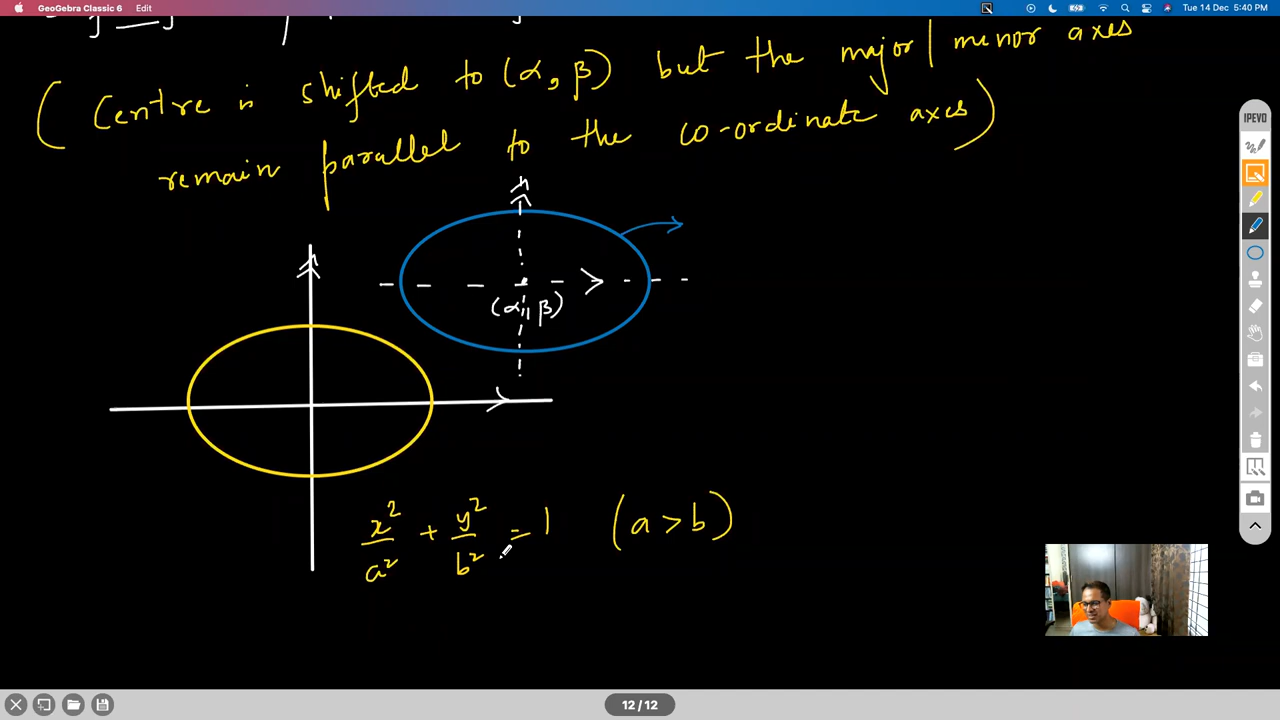 GeoGebra Classic 6 Edit Tue 14 Dec 5:40 PM
(Centre is shifted to (α, β) but the major/minor axes
remain parallel to the co-ordinate axes)
IPEVO
(α, β)
x²/a² + y²/b² = 1 (a > b)
12 / 12